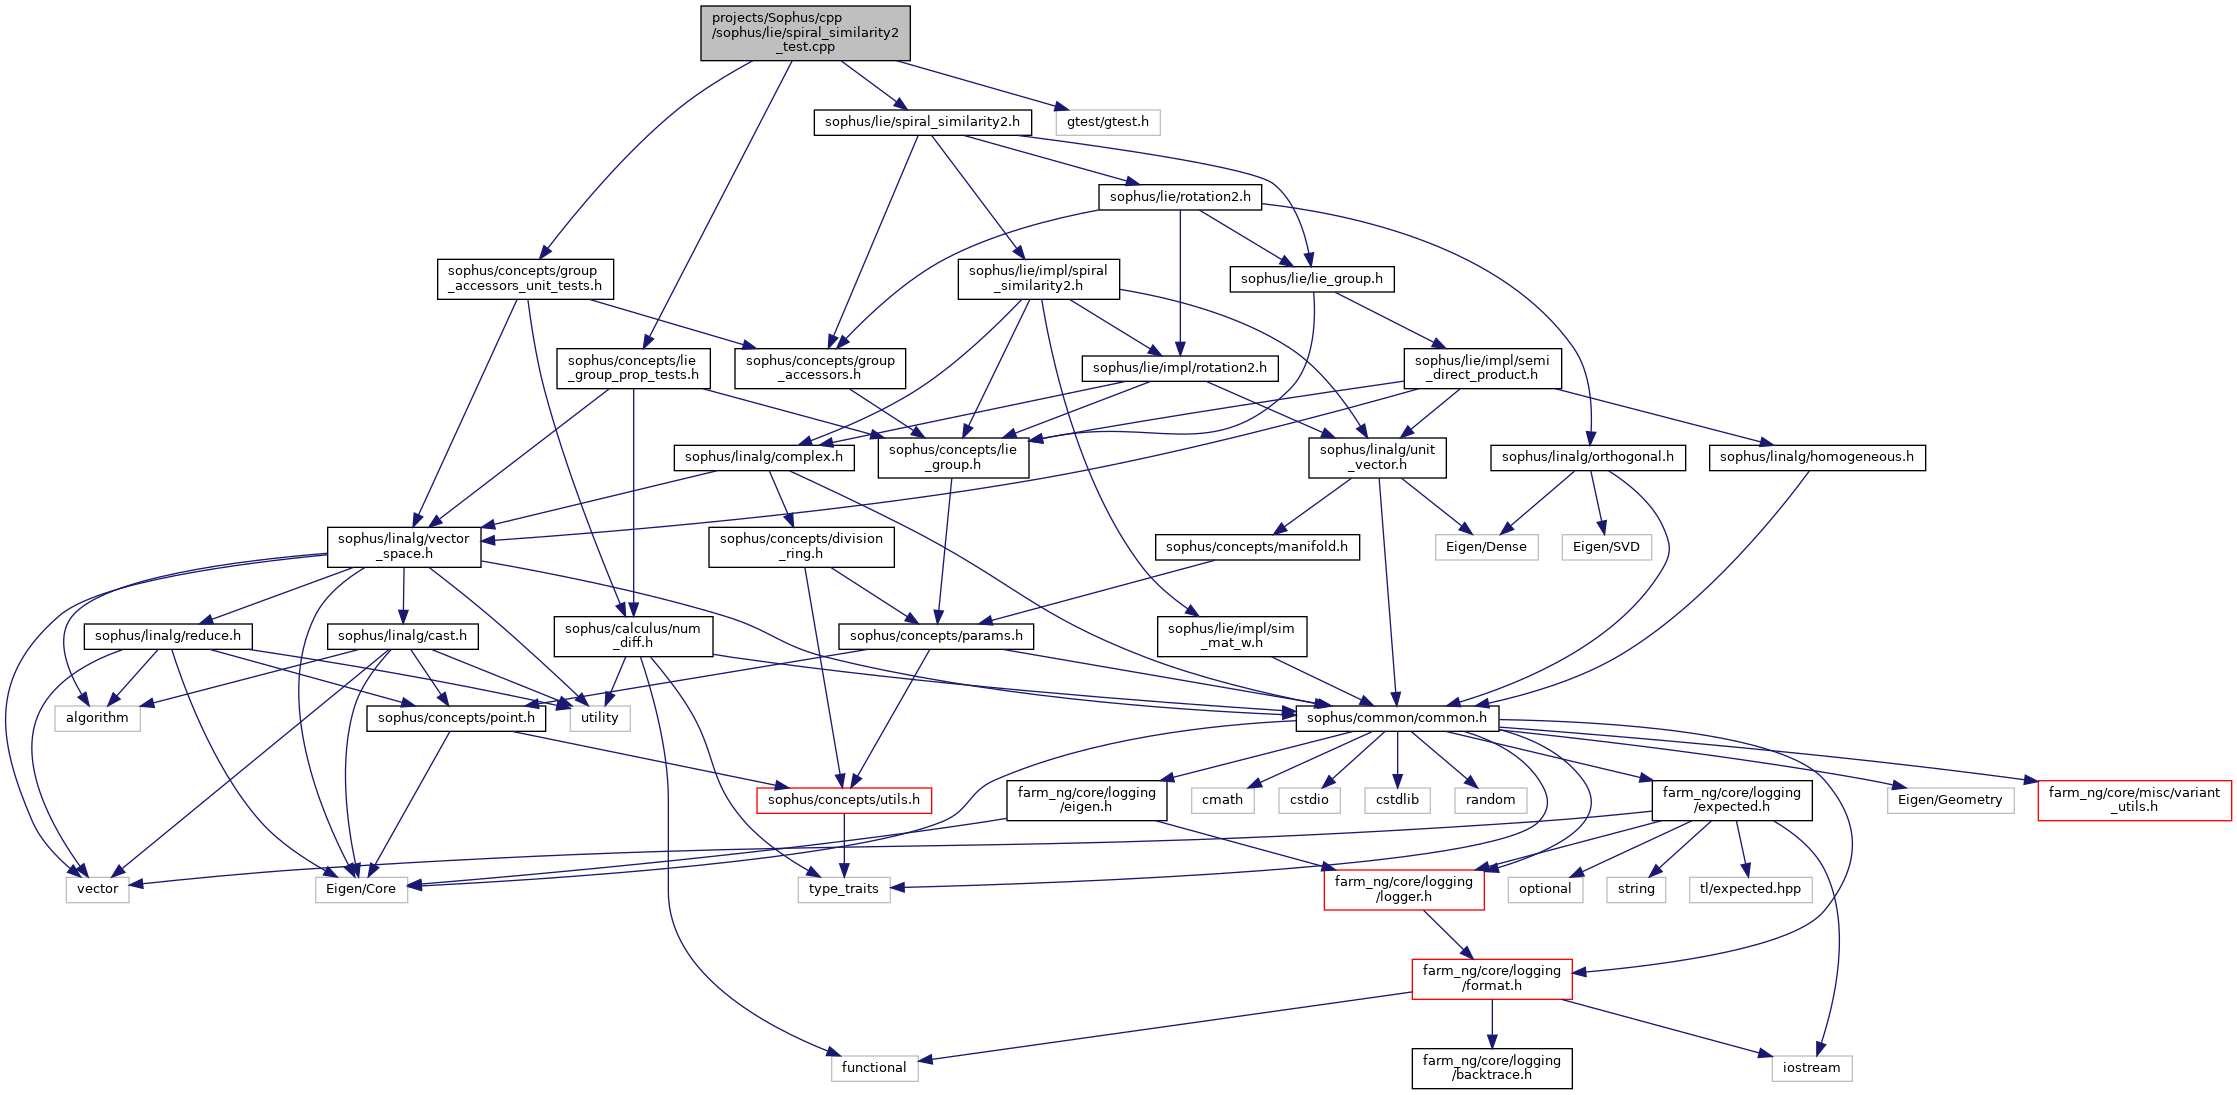 projects/Sophus/cpp
/sophus/lie/spiral_similarity2
_test.cpp
sophus/lie/spiral_similarity2.h
gtest/gtest.h
sophus/lie/rotation2.h
sophus/concepts/group
_accessors_unit_tests.h
sophus/lie/impl/spiral
_similarity2.h
sophus/lie/lie_group.h
sophus/concepts/lie
_group_prop_tests.h
sophus/concepts/group
_accessors.h
sophus/lie/impl/rotation2.h
sophus/lie/impl/semi
_direct_product.h
sophus/linalg/complex.h
sophus/concepts/lie
_group.h
sophus/linalg/unit
_vector.h
sophus/linalg/orthogonal.h
sophus/linalg/homogeneous.h
sophus/linalg/vector
_space.h
sophus/concepts/division
_ring.h
sophus/concepts/manifold.h
Eigen/Dense
Eigen/SVD
sophus/linalg/reduce.h
sophus/linalg/cast.h
sophus/calculus/num
_diff.h
sophus/concepts/params.h
sophus/lie/impl/sim
_mat_w.h
algorithm
sophus/concepts/point.h
utility
sophus/common/common.h
sophus/concepts/utils.h
farm_ng/core/logging
/eigen.h
cmath
cstdio
cstdlib
random
farm_ng/core/logging
/expected.h
Eigen/Geometry
farm_ng/core/misc/variant
_utils.h
vector
Eigen/Core
type_traits
farm_ng/core/logging
/logger.h
optional
string
tl/expected.hpp
farm_ng/core/logging
/format.h
functional
farm_ng/core/logging
/backtrace.h
iostream